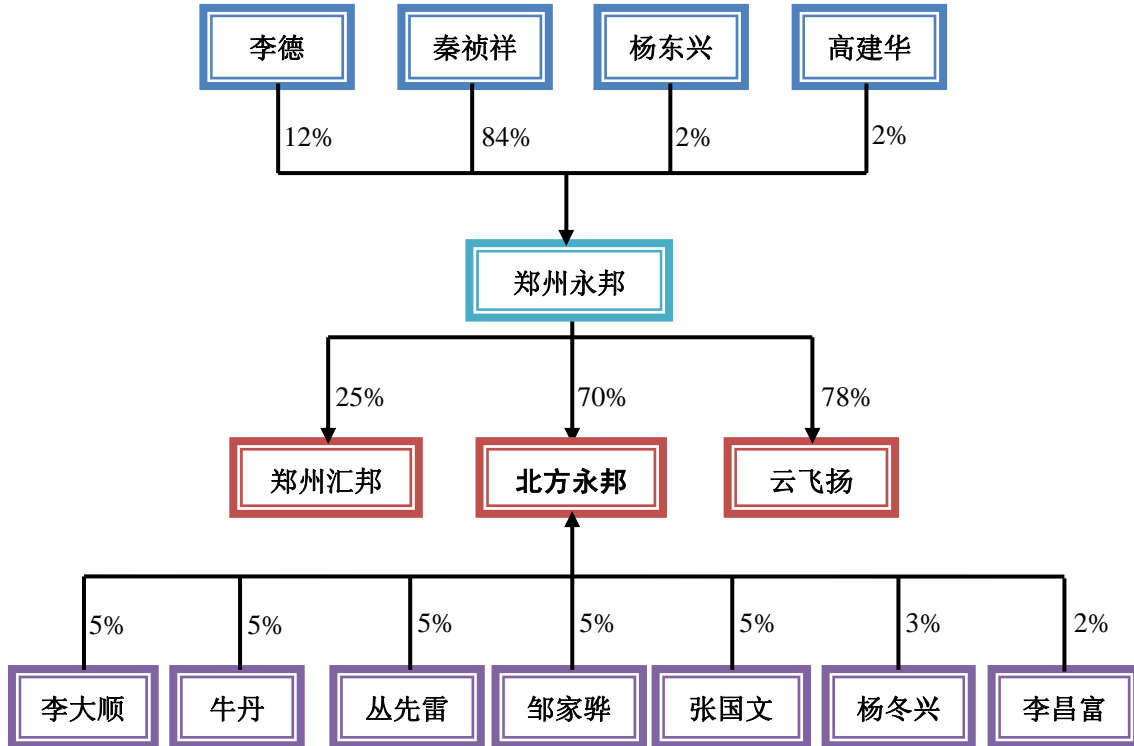 李德 秦祯祥 杨东兴 高建华
12% 84% 2% 2%
郑州永邦
25% 70% 78%
郑州汇邦 北方永邦 云飞扬
5% 5% 5% 5% 5% 3% 2%
李大顺 牛丹 丛先雷 邹家骅 张国文 杨冬兴 李昌富